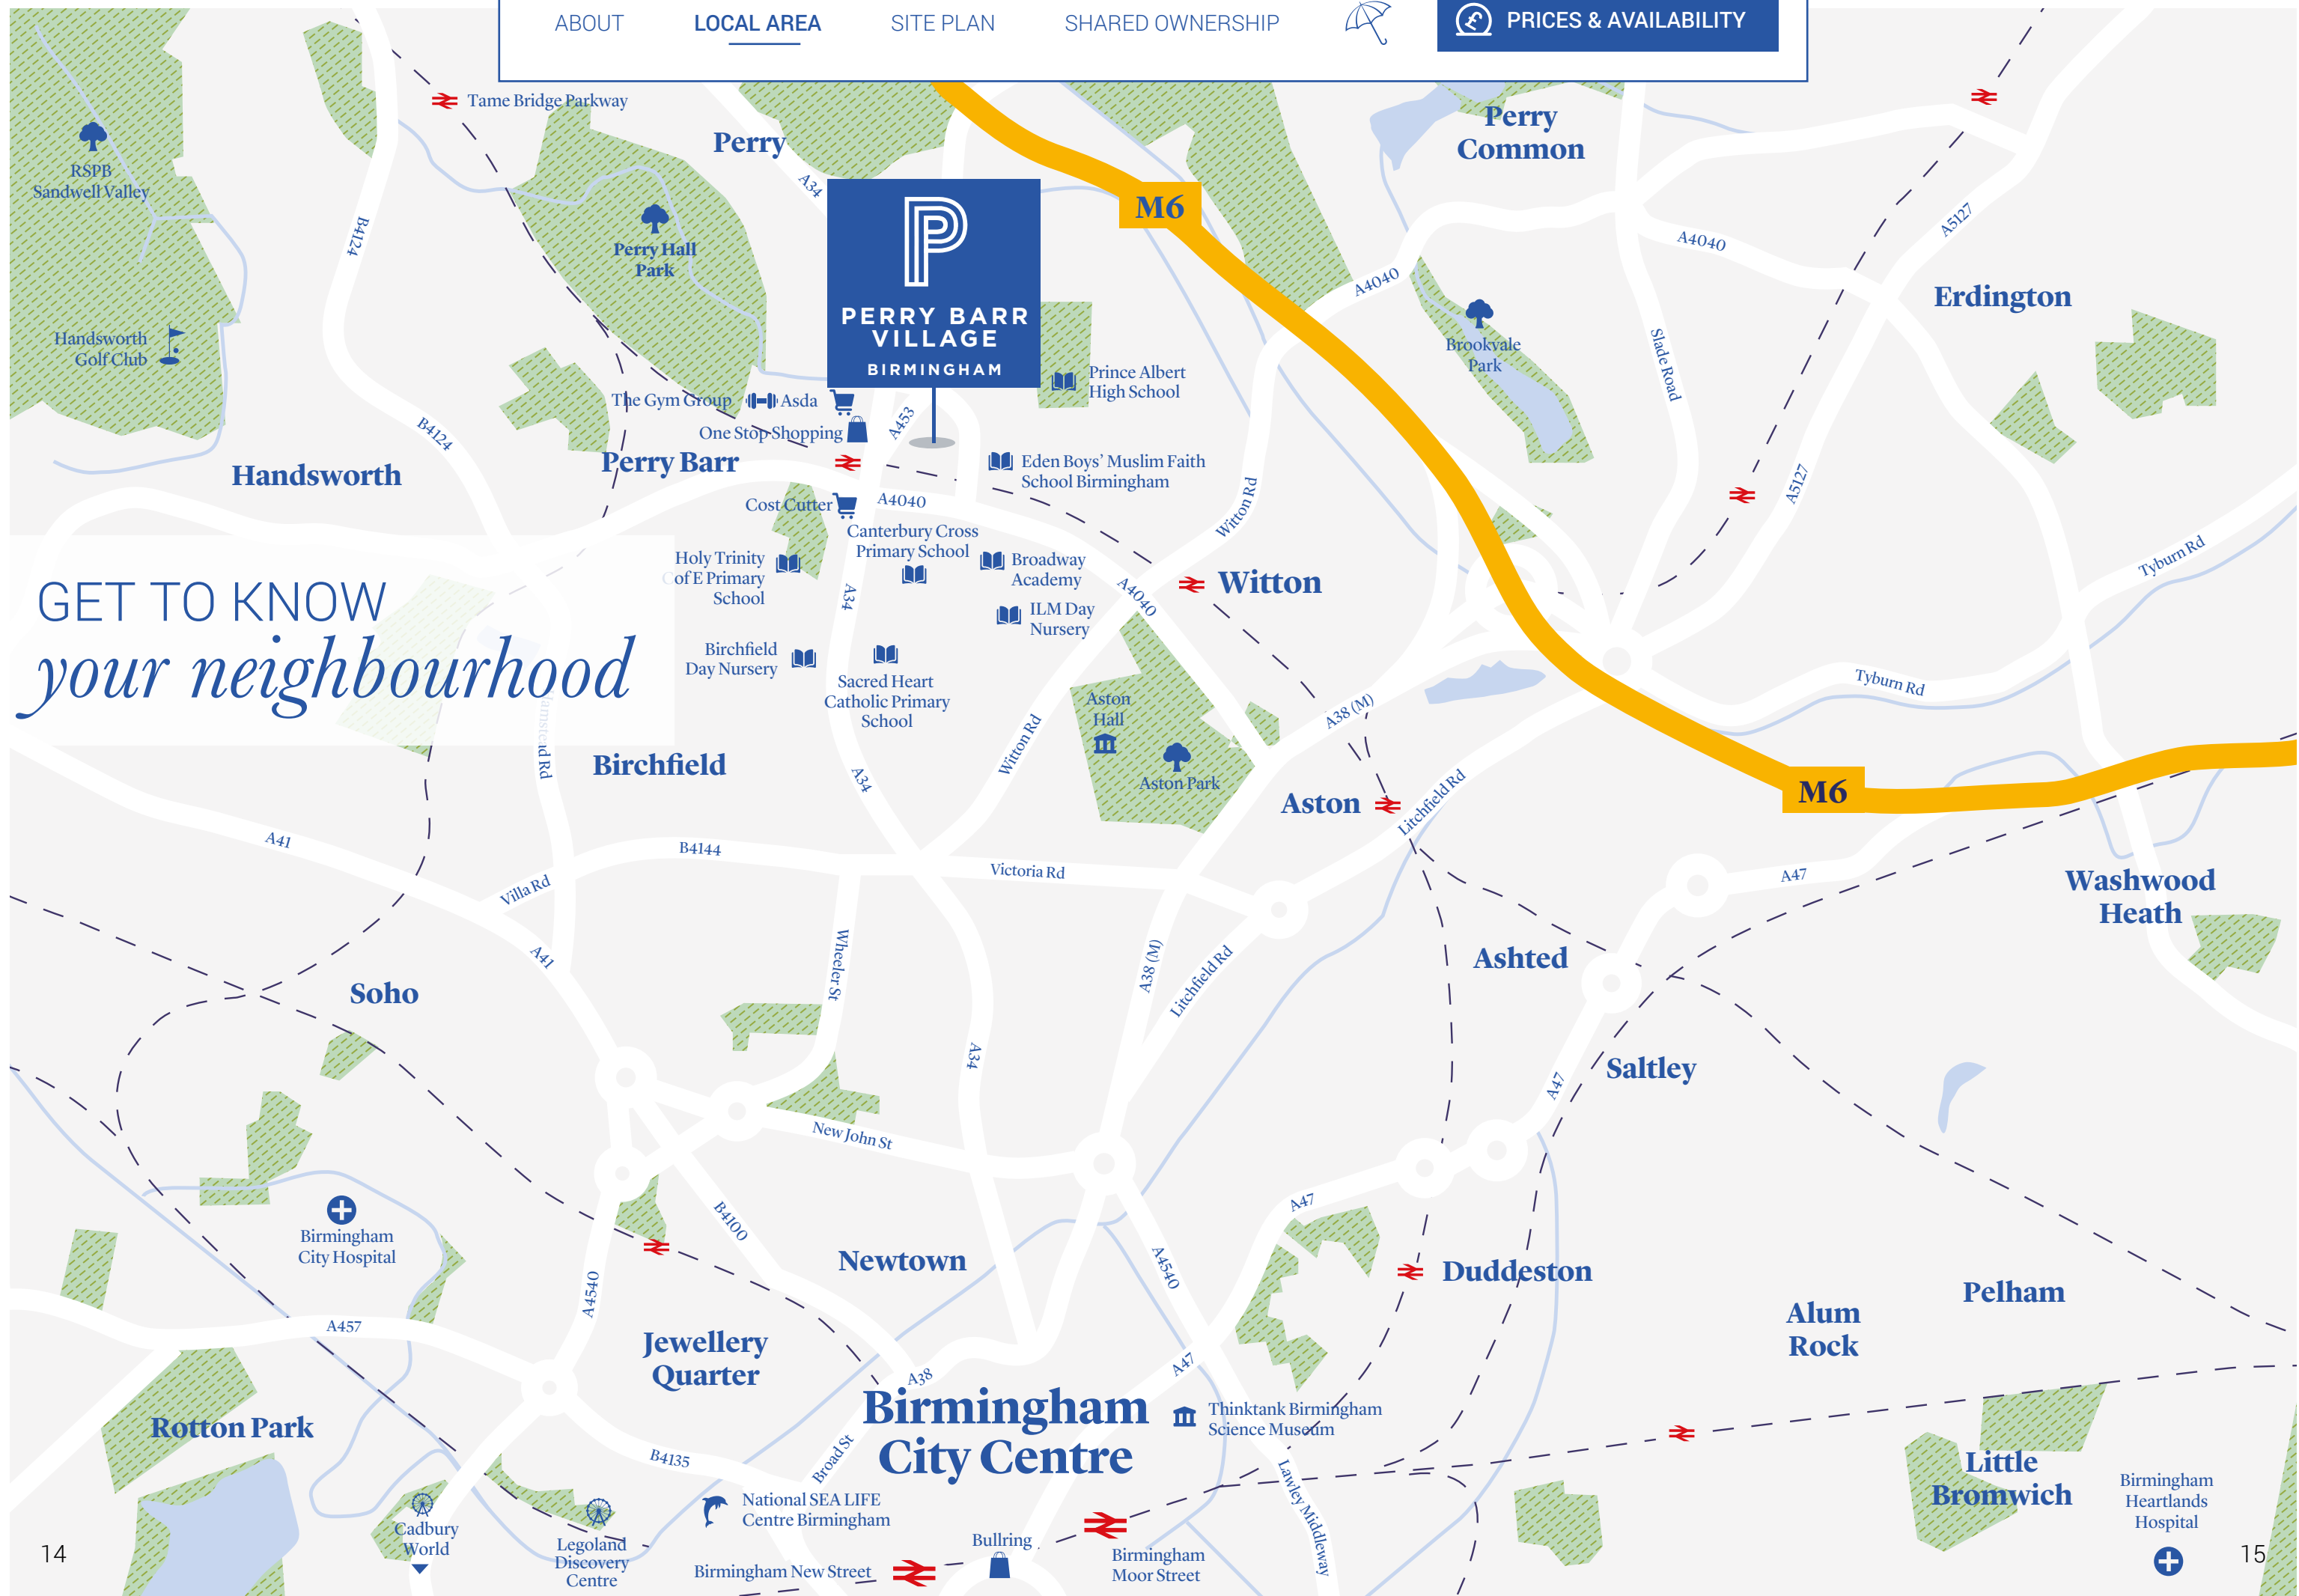 ABOUT
LOCAL AREA
SITE PLAN
SHARED OWNERSHIP
PRICES & AVAILABILITY
Tame Bridge Parkway
Perry
A34
RSPB
Sandwell Valley
B4124
Perry Hall
Park
PERRY BARR
VILLAGE
BIRMINGHAM
M6
Perry
Common
A4040
A4040
A5127
Erdington
Handsworth
Golf Club
Brookvale
Park
Slade Road
Prince Albert
High School
The Gym Group
Asda
One Stop Shopping
A453
B4124
Handsworth
Perry Barr
Eden Boys' Muslim Faith
School Birmingham
Witton Rd
A5127
Cost Cutter
A4040
Canterbury Cross
Primary School
Holy Trinity
C of E Primary
School
Broadway
Academy
A34
A4040
Witton
Tyburn Rd
ILM Day
Nursery
GET TO KNOW
your neighbourhood
Birchfield
Day Nursery
Sacred Heart
Catholic Primary
School
Hamstead Rd
Aston
Hall
Aston Park
Witton Rd
A38 (M)
Tyburn Rd
Birchfield
A34
Aston
Litchfield Rd
M6
A41
B4144
Victoria Rd
Villa Rd
A47
Washwood
Heath
A41
Wheeler St
A38 (M)
Litchfield Rd
Ashted
Soho
A34
Saltley
A47
New John St
B4100
A47
Birmingham
City Hospital
Newtown
A4540
A4540
Duddeston
Pelham
Alum
Rock
A457
Jewellery
Quarter
A38
A47
Birmingham
City Centre
Thinktank Birmingham
Science Museum
Rotton Park
B4135
Broad St
Lawley Middleway
Little
Bromwich
Birmingham
Heartlands
Hospital
National SEA LIFE
Centre Birmingham
Cadbury
World
Legoland
Discovery
Centre
Bullring
Birmingham
Moor Street
Birmingham New Street
14
15